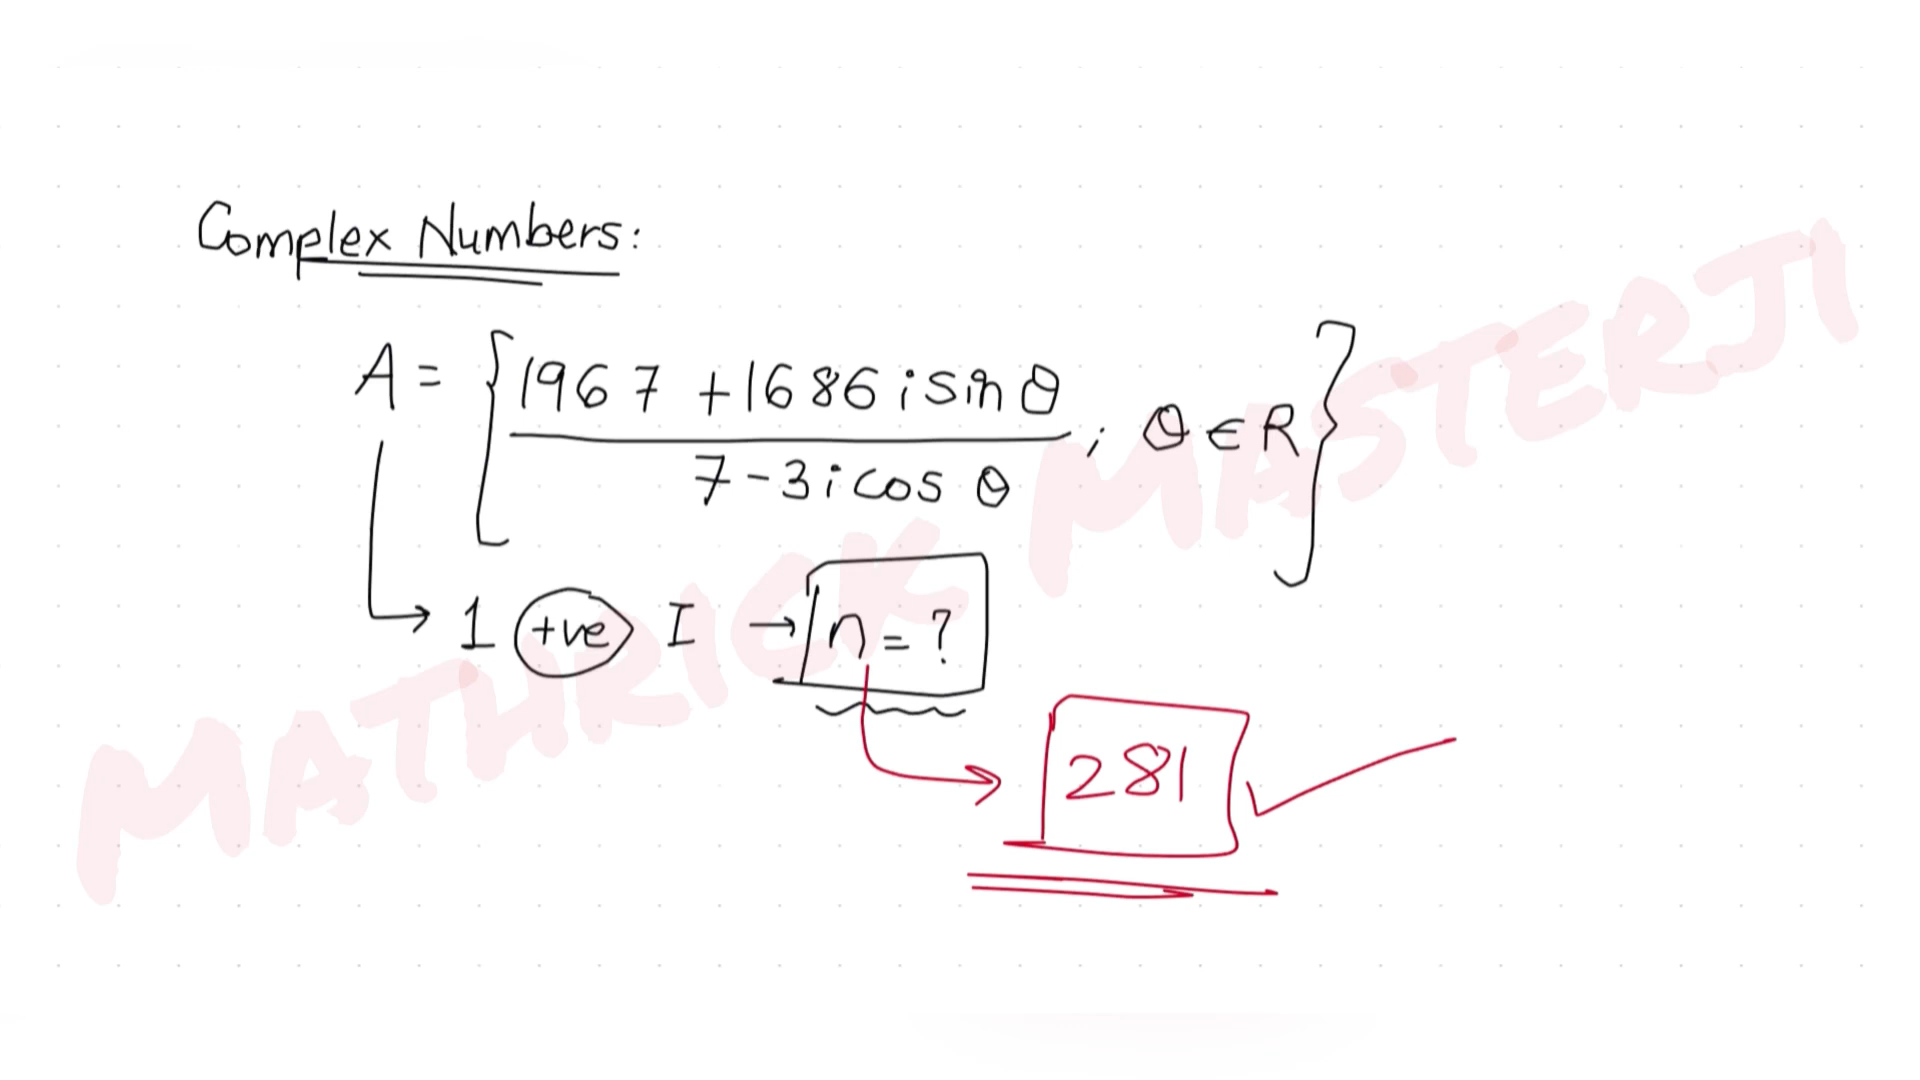 Complex Numbers:
A = { 1967 + 1686 i sin θ / 7 - 3 i cos θ ; θ ∈ R }
→ 1 +ve I → n = ?
→ 281 ✓
MATHRICK MASTERJI